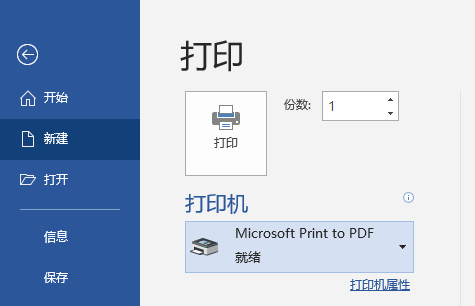 开始
新建
打开
信息
保存
打印
打印
份数: 1
打印机
Microsoft Print to PDF
就绪
打印机属性